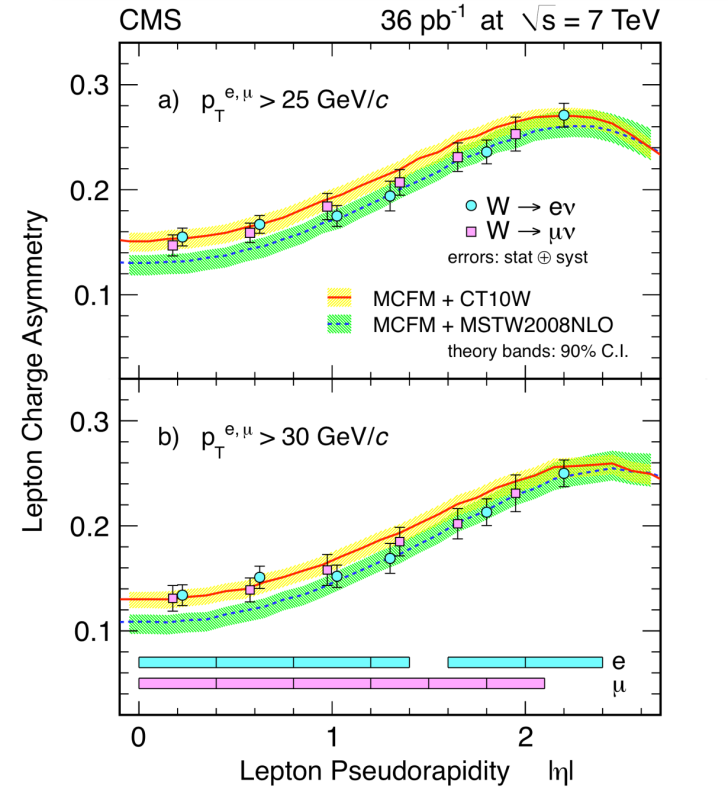 CMS 36 pb⁻¹ at √s = 7 TeV
0.3
a) p_T^{e, μ} > 25 GeV/c
0.2
W → eν
W → μν
errors: stat ⊕ syst
0.1
MCFM + CT10W
MCFM + MSTW2008NLO
theory bands: 90% C.I.
Lepton Charge Asymmetry
0.3
b) p_T^{e, μ} > 30 GeV/c
0.2
0.1
e
μ
0 1 2
Lepton Pseudorapidity |η|